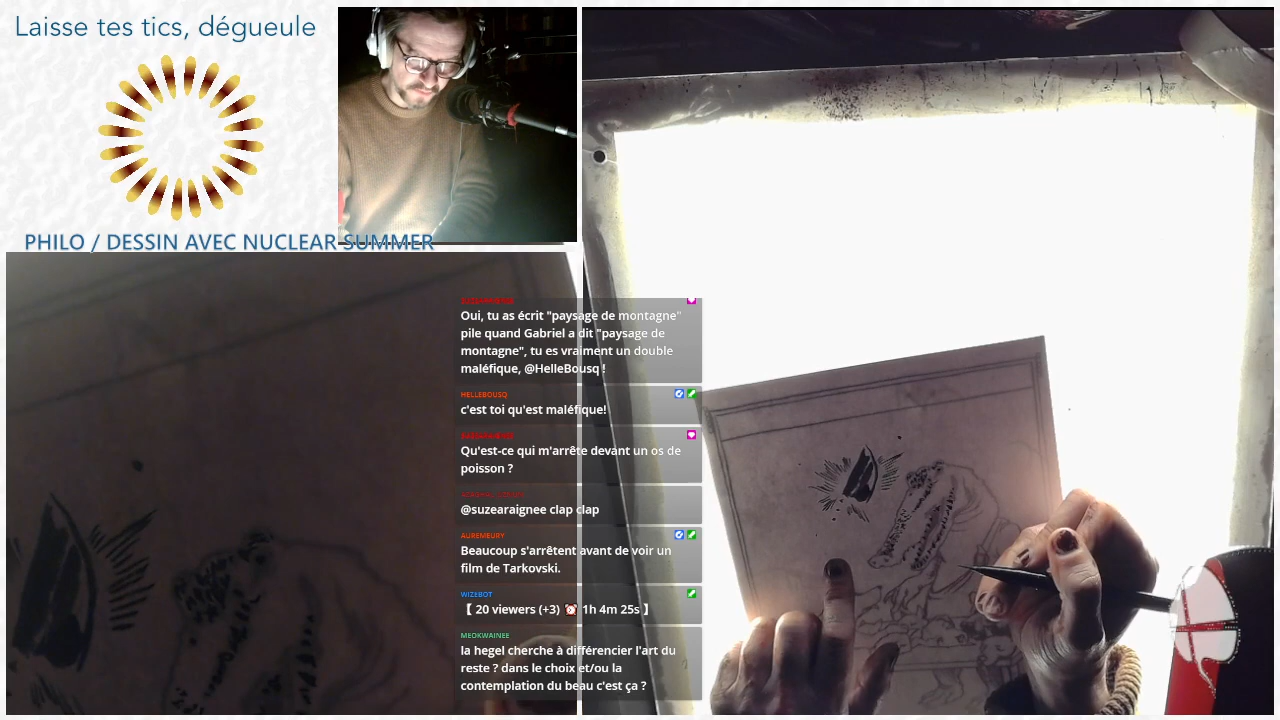 Laisse tes tics, dégueule
PHILO / DESSIN AVEC NUCLEAR SUMMER
SUZEARAIGNEE
Oui, tu as écrit "paysage de montagne"
pile quand Gabriel a dit "paysage de
montagne", tu es vraiment un double
maléfique, @HelleBousq !
HELLEBOUSQ
c'est toi qu'est maléfique!
Qu'est-ce qui m'arrête devant un os de
poisson ?
@suzearaignee clap clap
AUREMEURY
Beaucoup s'arrêtent avant de voir un
film de Tarkovski.
WIZEBOT
【 20 viewers (+3) ⏰ 1h 4m 25s 】
MEOKWAINEE
la hegel cherche à différencier l'art du
reste ? dans le choix et/ou la
contemplation du beau c'est ça ?